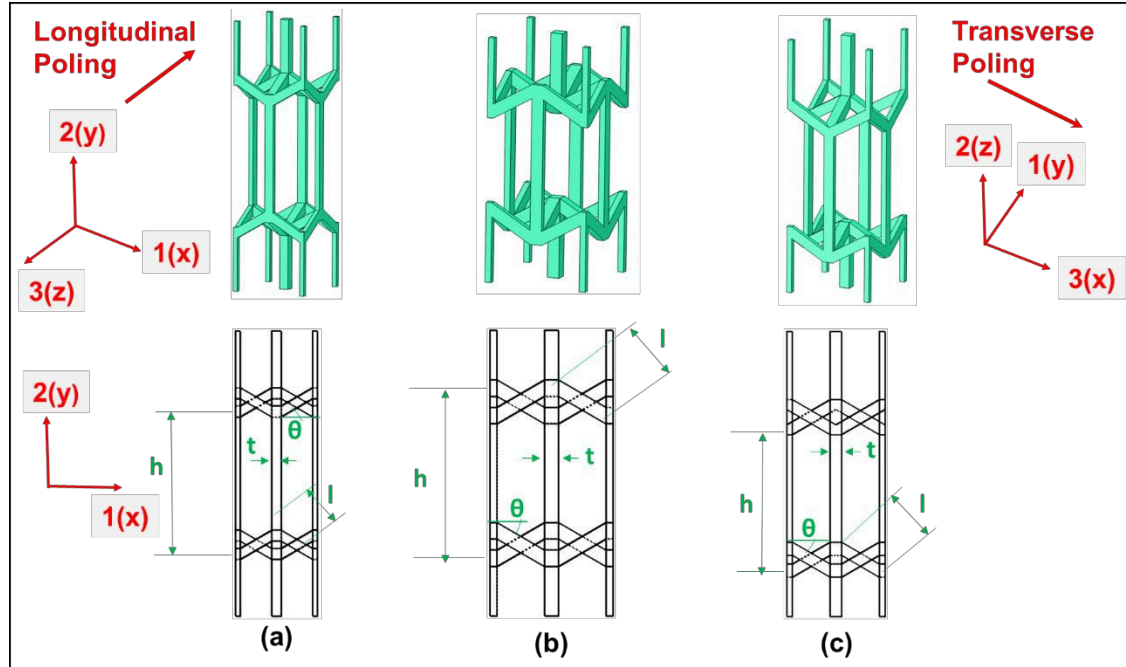 Longitudinal
Poling
2(y)
1(x)
3(z)
Transverse
Poling
2(z)
1(y)
3(x)
2(y)
1(x)
h
t
θ
l
(a)
h
t
θ
l
(b)
h
t
θ
l
(c)